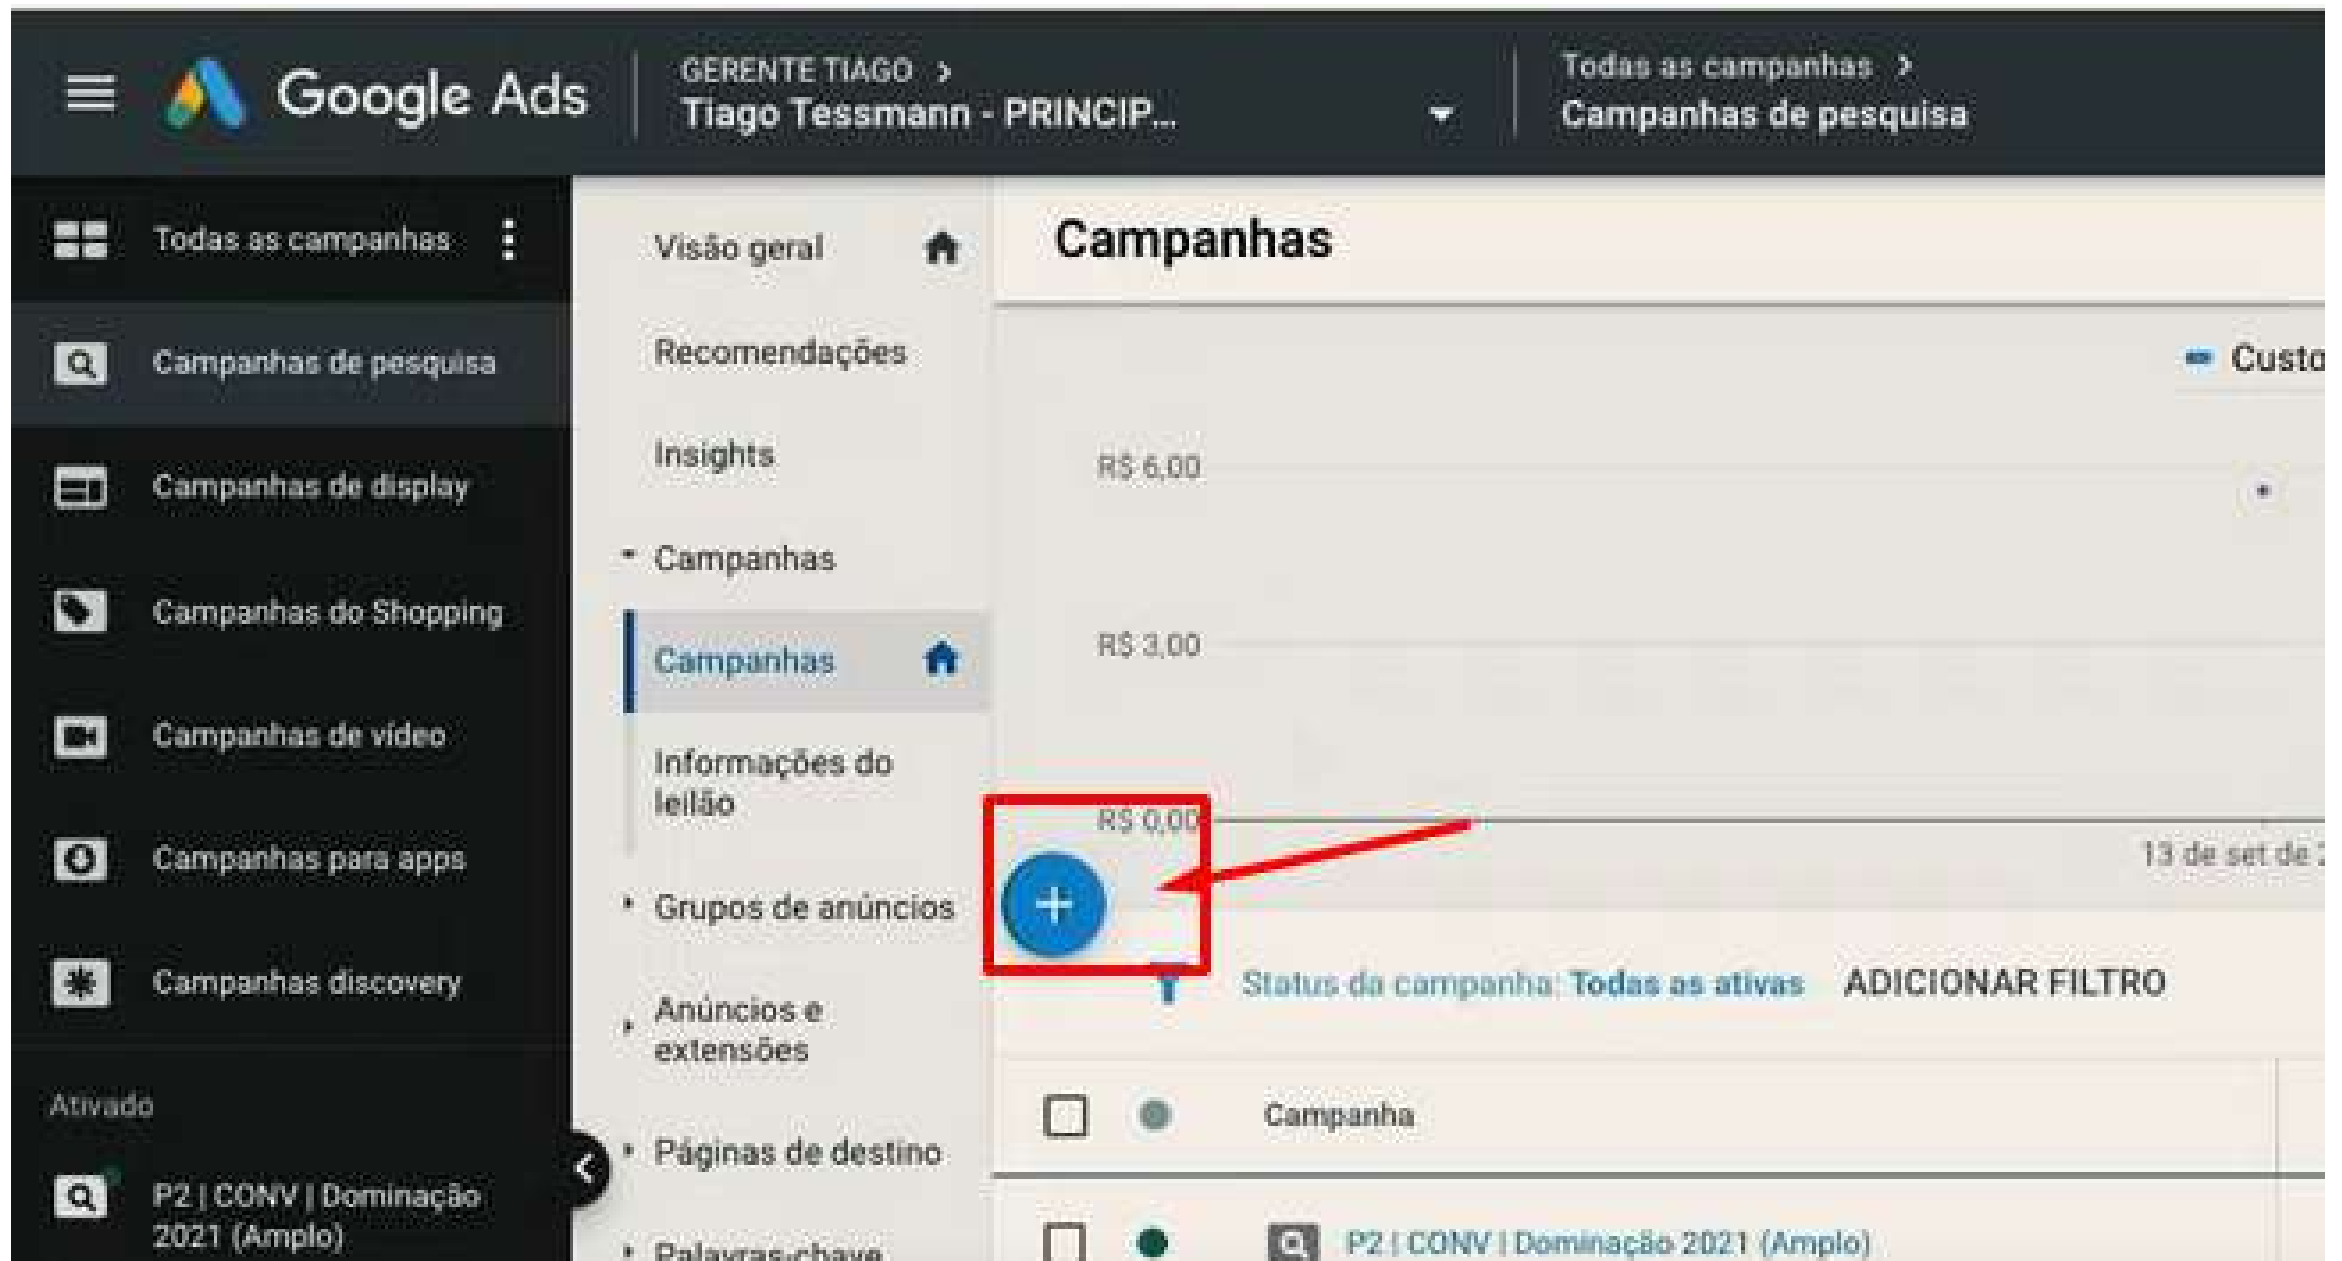 Google Ads
GERENTE TIAGO >
Tiago Tessmann - PRINCIP...
Todas as campanhas >
Campanhas de pesquisa
Todas as campanhas
Campanhas de pesquisa
Campanhas de display
Campanhas do Shopping
Campanhas de vídeo
Campanhas para apps
Campanhas discovery
Ativado
P2 | CONV | Dominação
2021 (Amplo)
Visão geral
Recomendações
Insights
Campanhas
Campanhas
Informações do
leilão
Grupos de anúncios
Anúncios e
extensões
Páginas de destino
Palavras-chave
Campanhas
Custo
R$ 6,00
R$ 3,00
R$ 0,00
13 de set de 2
Status da campanha: Todas as ativas ADICIONAR FILTRO
Campanha
P2 | CONV | Dominação 2021 (Amplo)